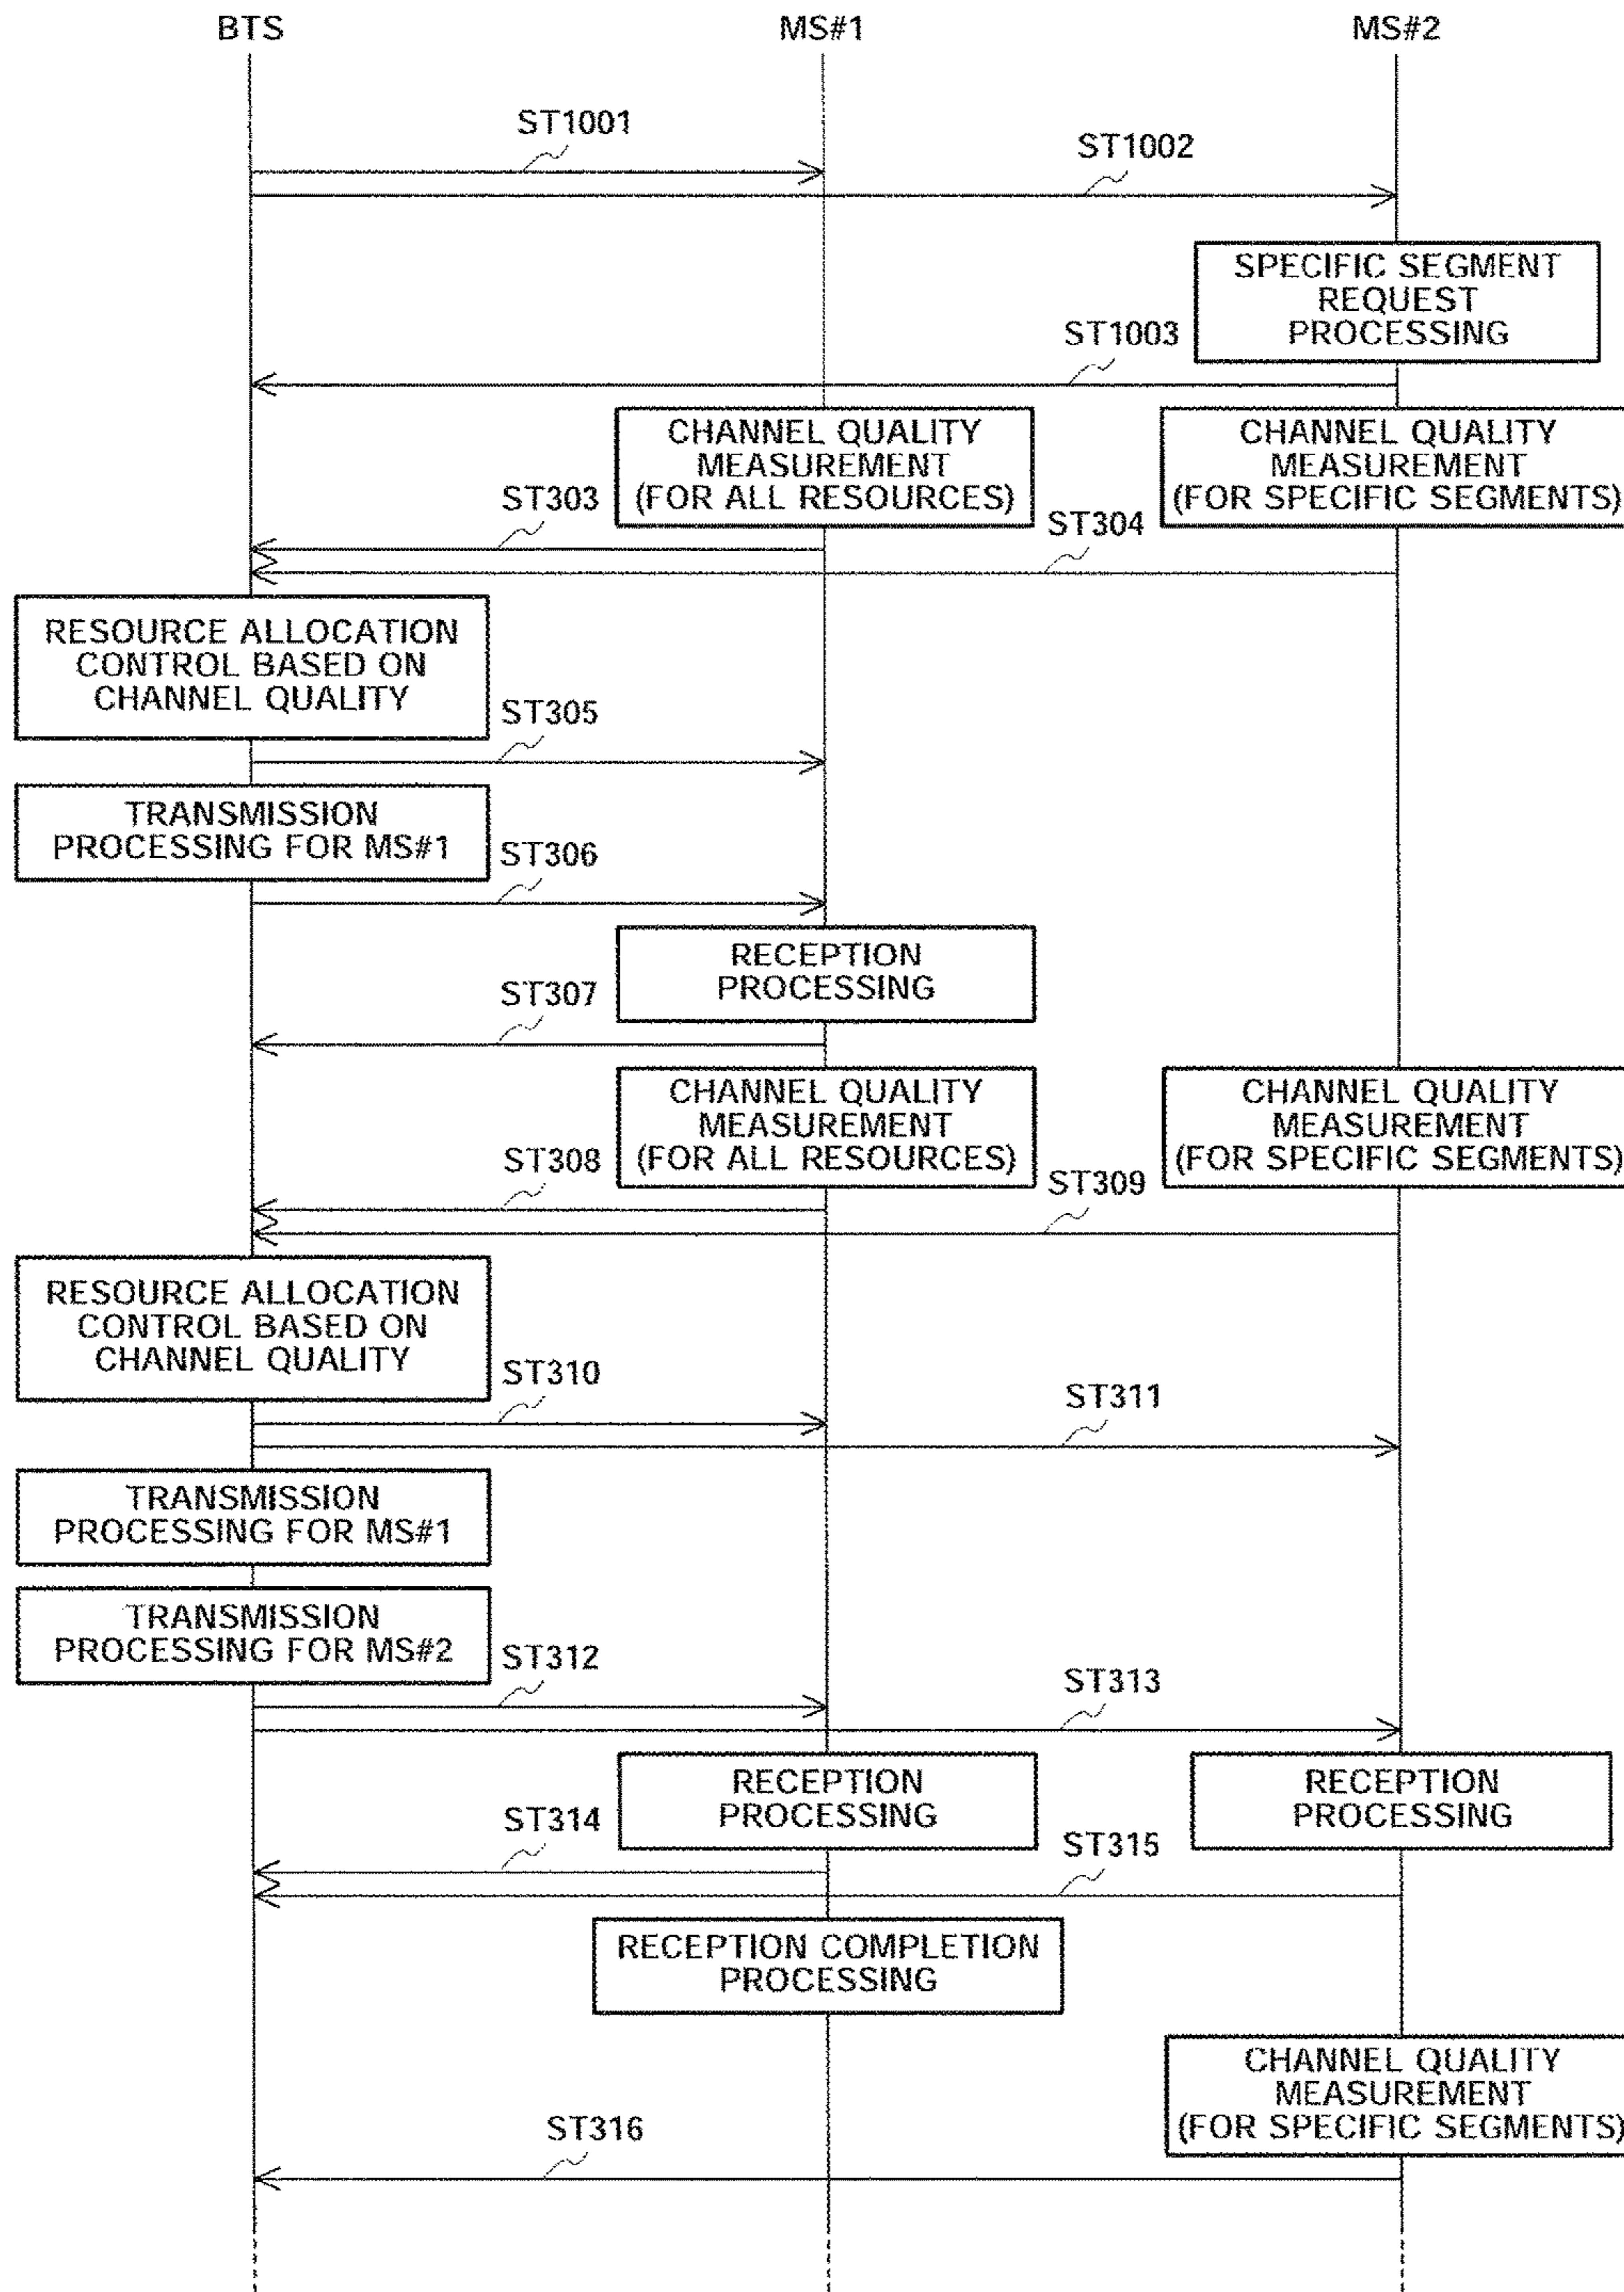 BTS
MS#1
MS#2
ST1001
ST1002
SPECIFIC SEGMENT
REQUEST
PROCESSING
ST1003
CHANNEL QUALITY
MEASUREMENT
(FOR ALL RESOURCES)
CHANNEL QUALITY
MEASUREMENT
(FOR SPECIFIC SEGMENTS)
ST303
ST304
RESOURCE ALLOCATION
CONTROL BASED ON
CHANNEL QUALITY
ST305
TRANSMISSION
PROCESSING FOR MS#1
ST306
RECEPTION
PROCESSING
ST307
CHANNEL QUALITY
MEASUREMENT
(FOR ALL RESOURCES)
CHANNEL QUALITY
MEASUREMENT
(FOR SPECIFIC SEGMENTS)
ST308
ST309
RESOURCE ALLOCATION
CONTROL BASED ON
CHANNEL QUALITY
ST310
ST311
TRANSMISSION
PROCESSING FOR MS#1
TRANSMISSION
PROCESSING FOR MS#2
ST312
ST313
RECEPTION
PROCESSING
RECEPTION
PROCESSING
ST314
ST315
RECEPTION COMPLETION
PROCESSING
CHANNEL QUALITY
MEASUREMENT
(FOR SPECIFIC SEGMENTS)
ST316